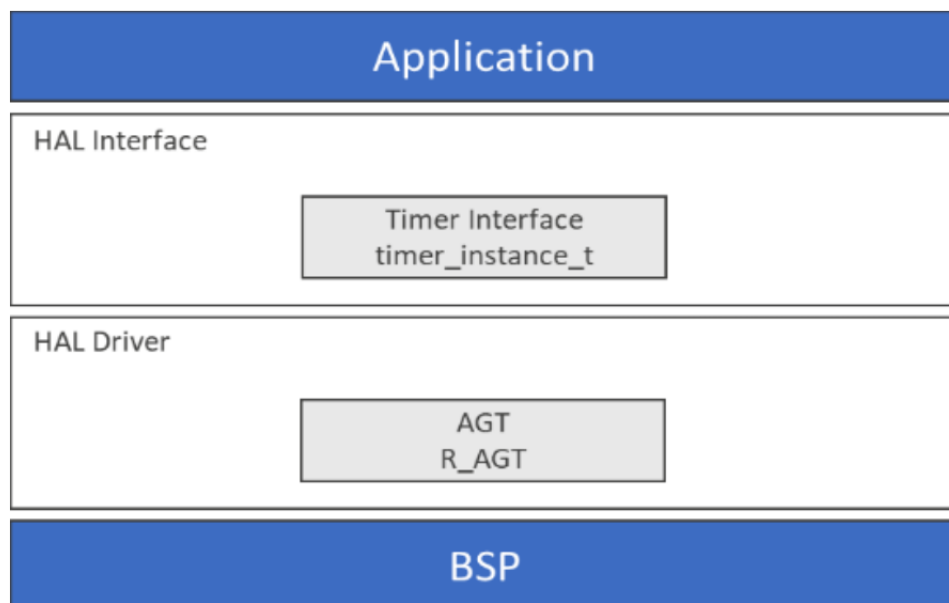 Application
HAL Interface
Timer Interface
timer_instance_t
HAL Driver
AGT
R_AGT
BSP